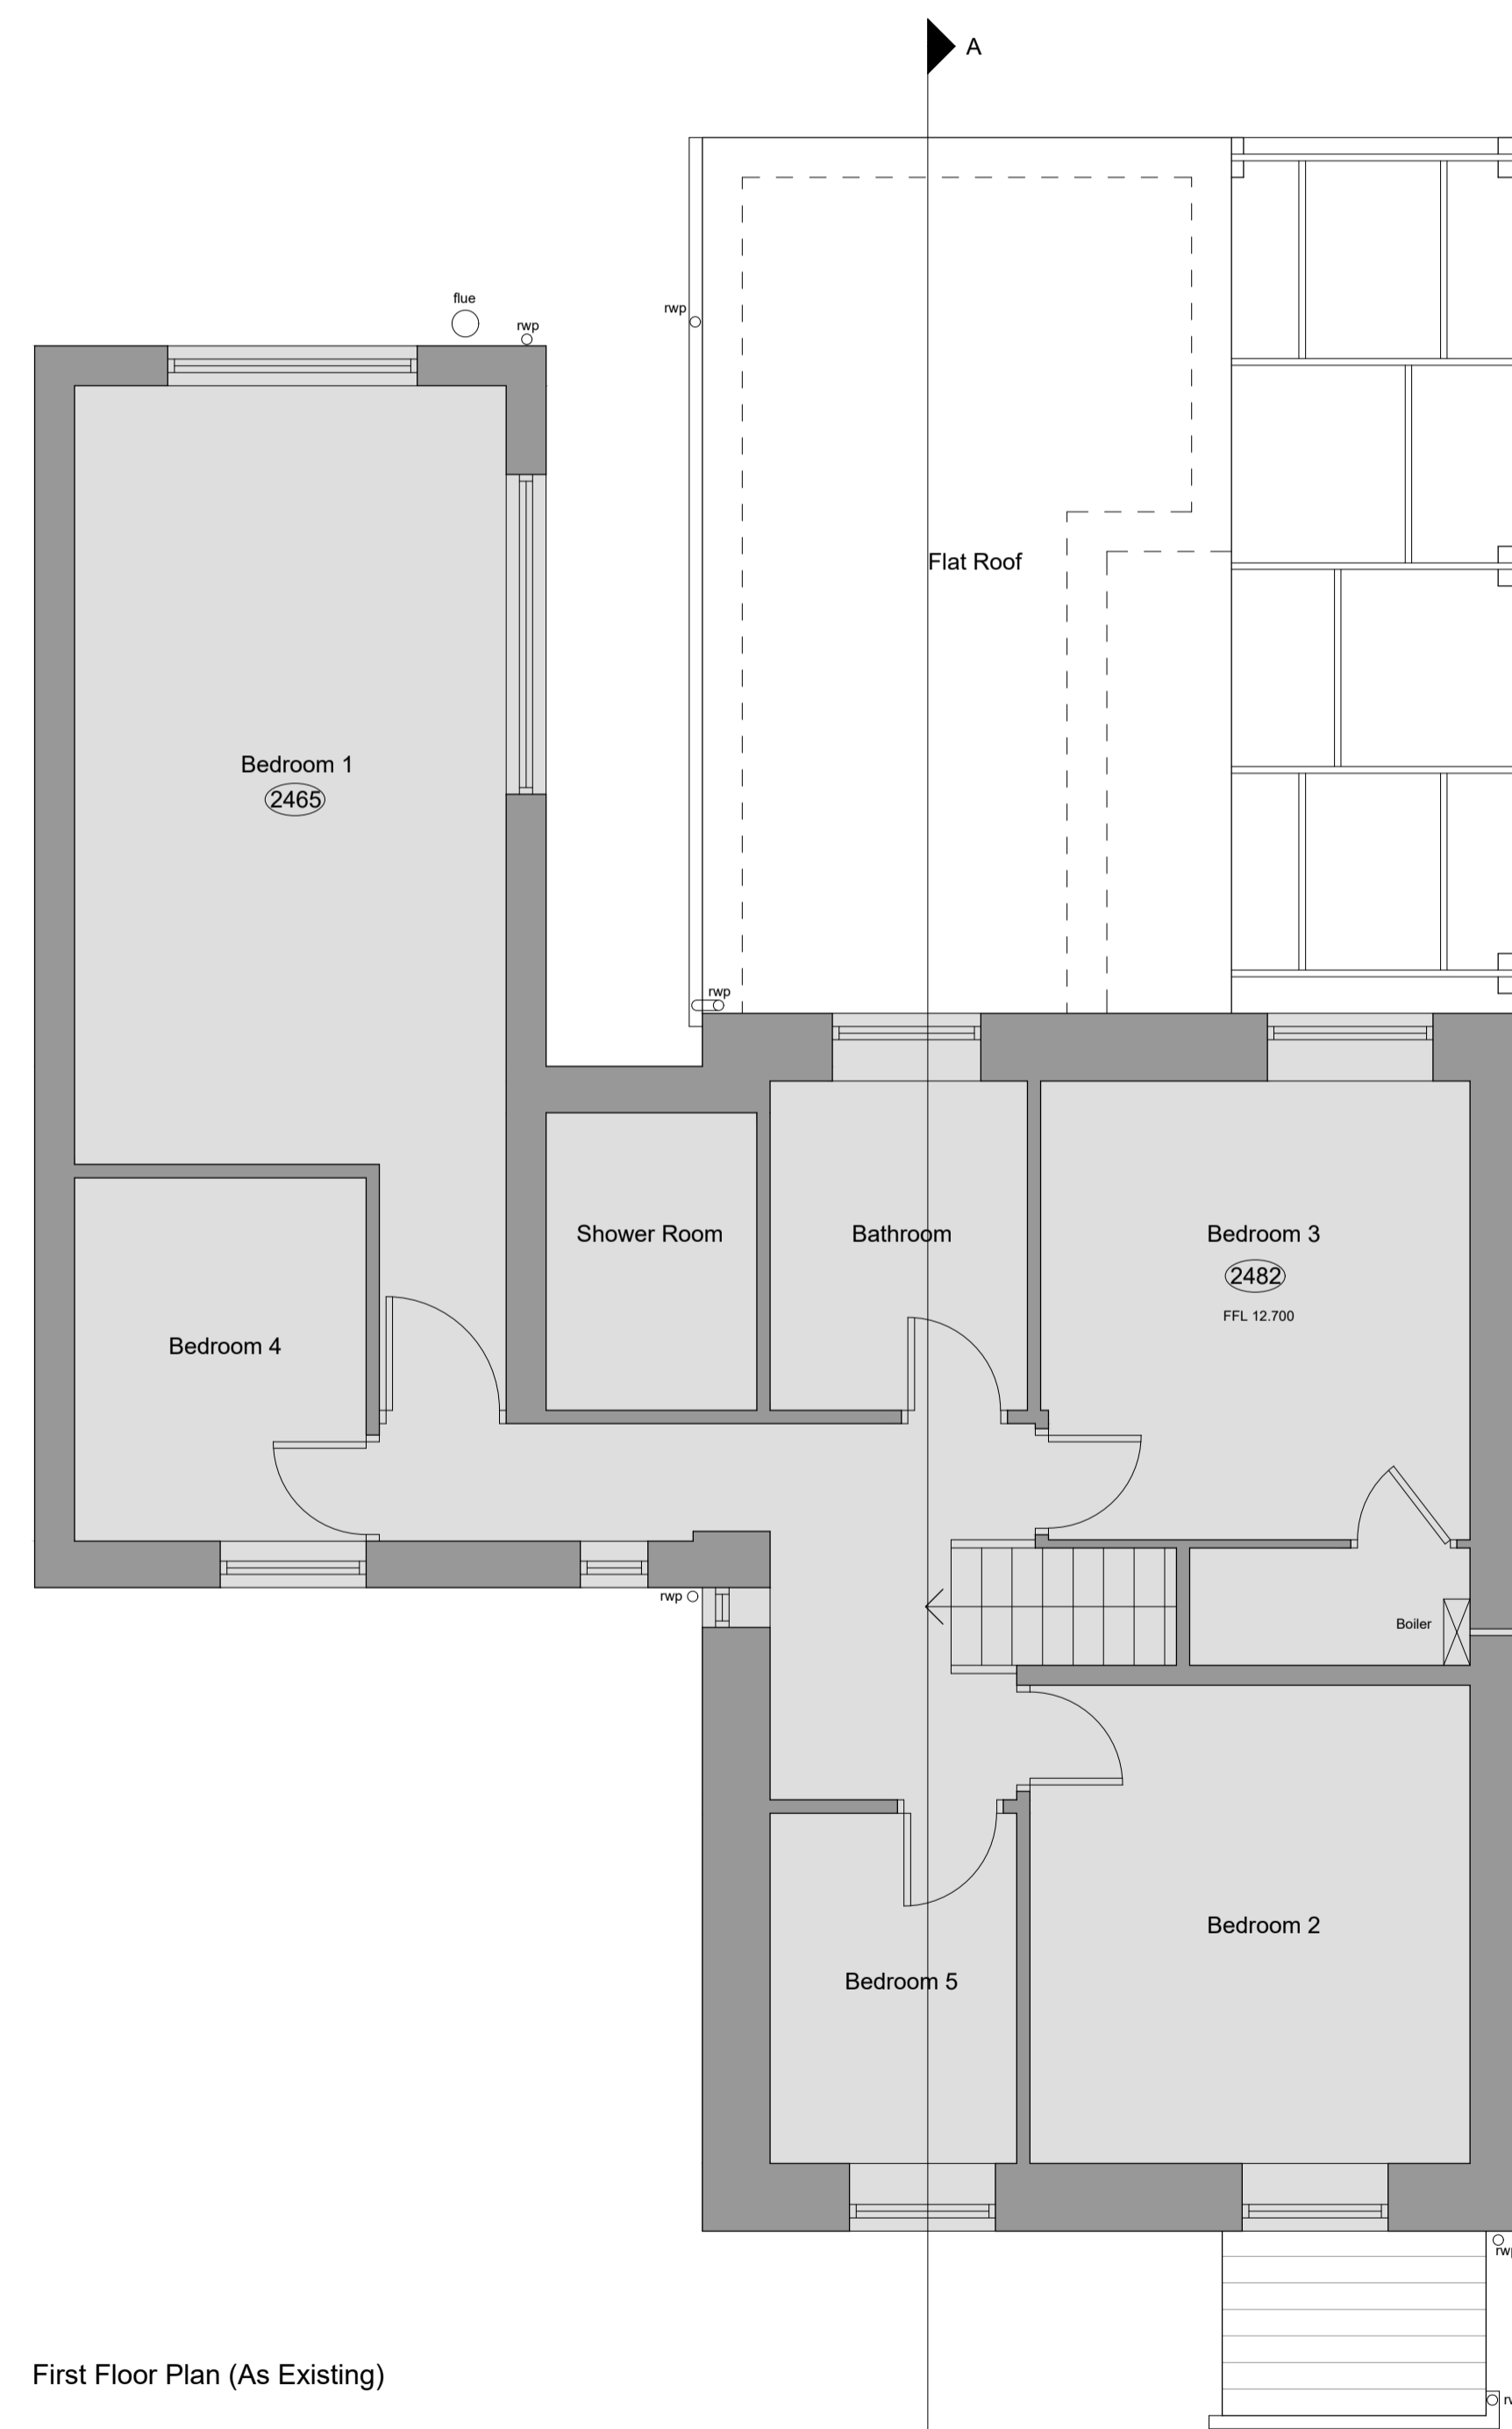 A
flue
rwp
rwp
Flat Roof
Bedroom 1
2465
rwp
Shower Room
Bathroom
Bedroom 3
2482
FFL 12.700
Bedroom 4
rwp
Boiler
Bedroom 2
Bedroom 5
First Floor Plan (As Existing)